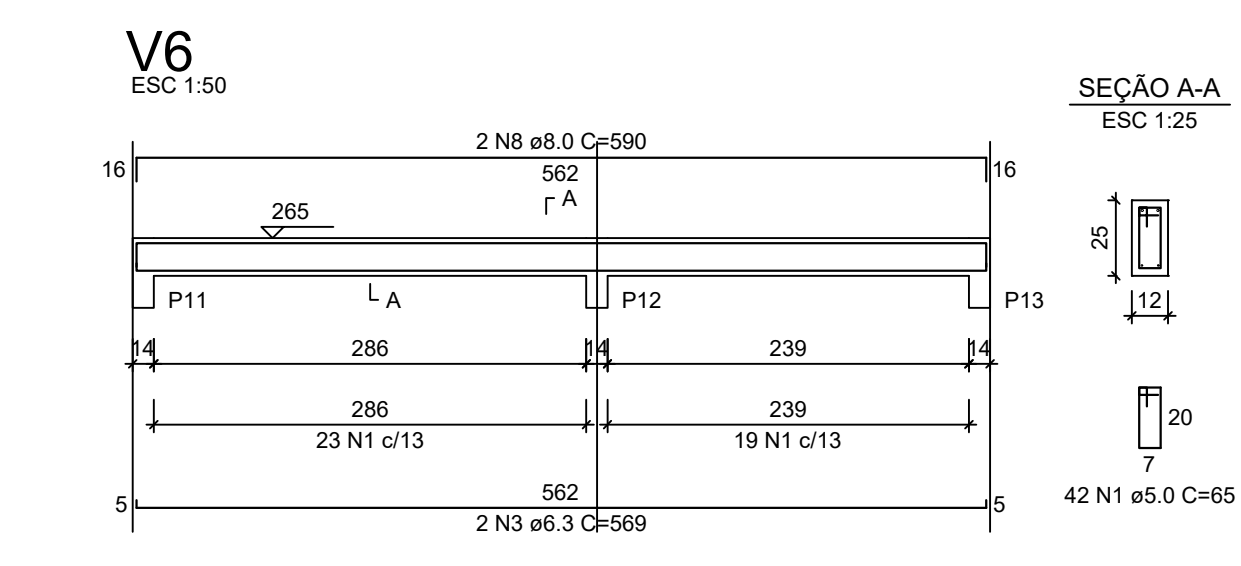 V6
ESC 1:50
SEÇÃO A-A
ESC 1:25
2 N8 ø8.0 C=590
16
562
16
A
265
25
P11
A
P12
P13
12
14
286
14
239
14
286
239
23 N1 c/13
19 N1 c/13
20
7
42 N1 ø5.0 C=65
562
5
5
2 N3 ø6.3 C=569